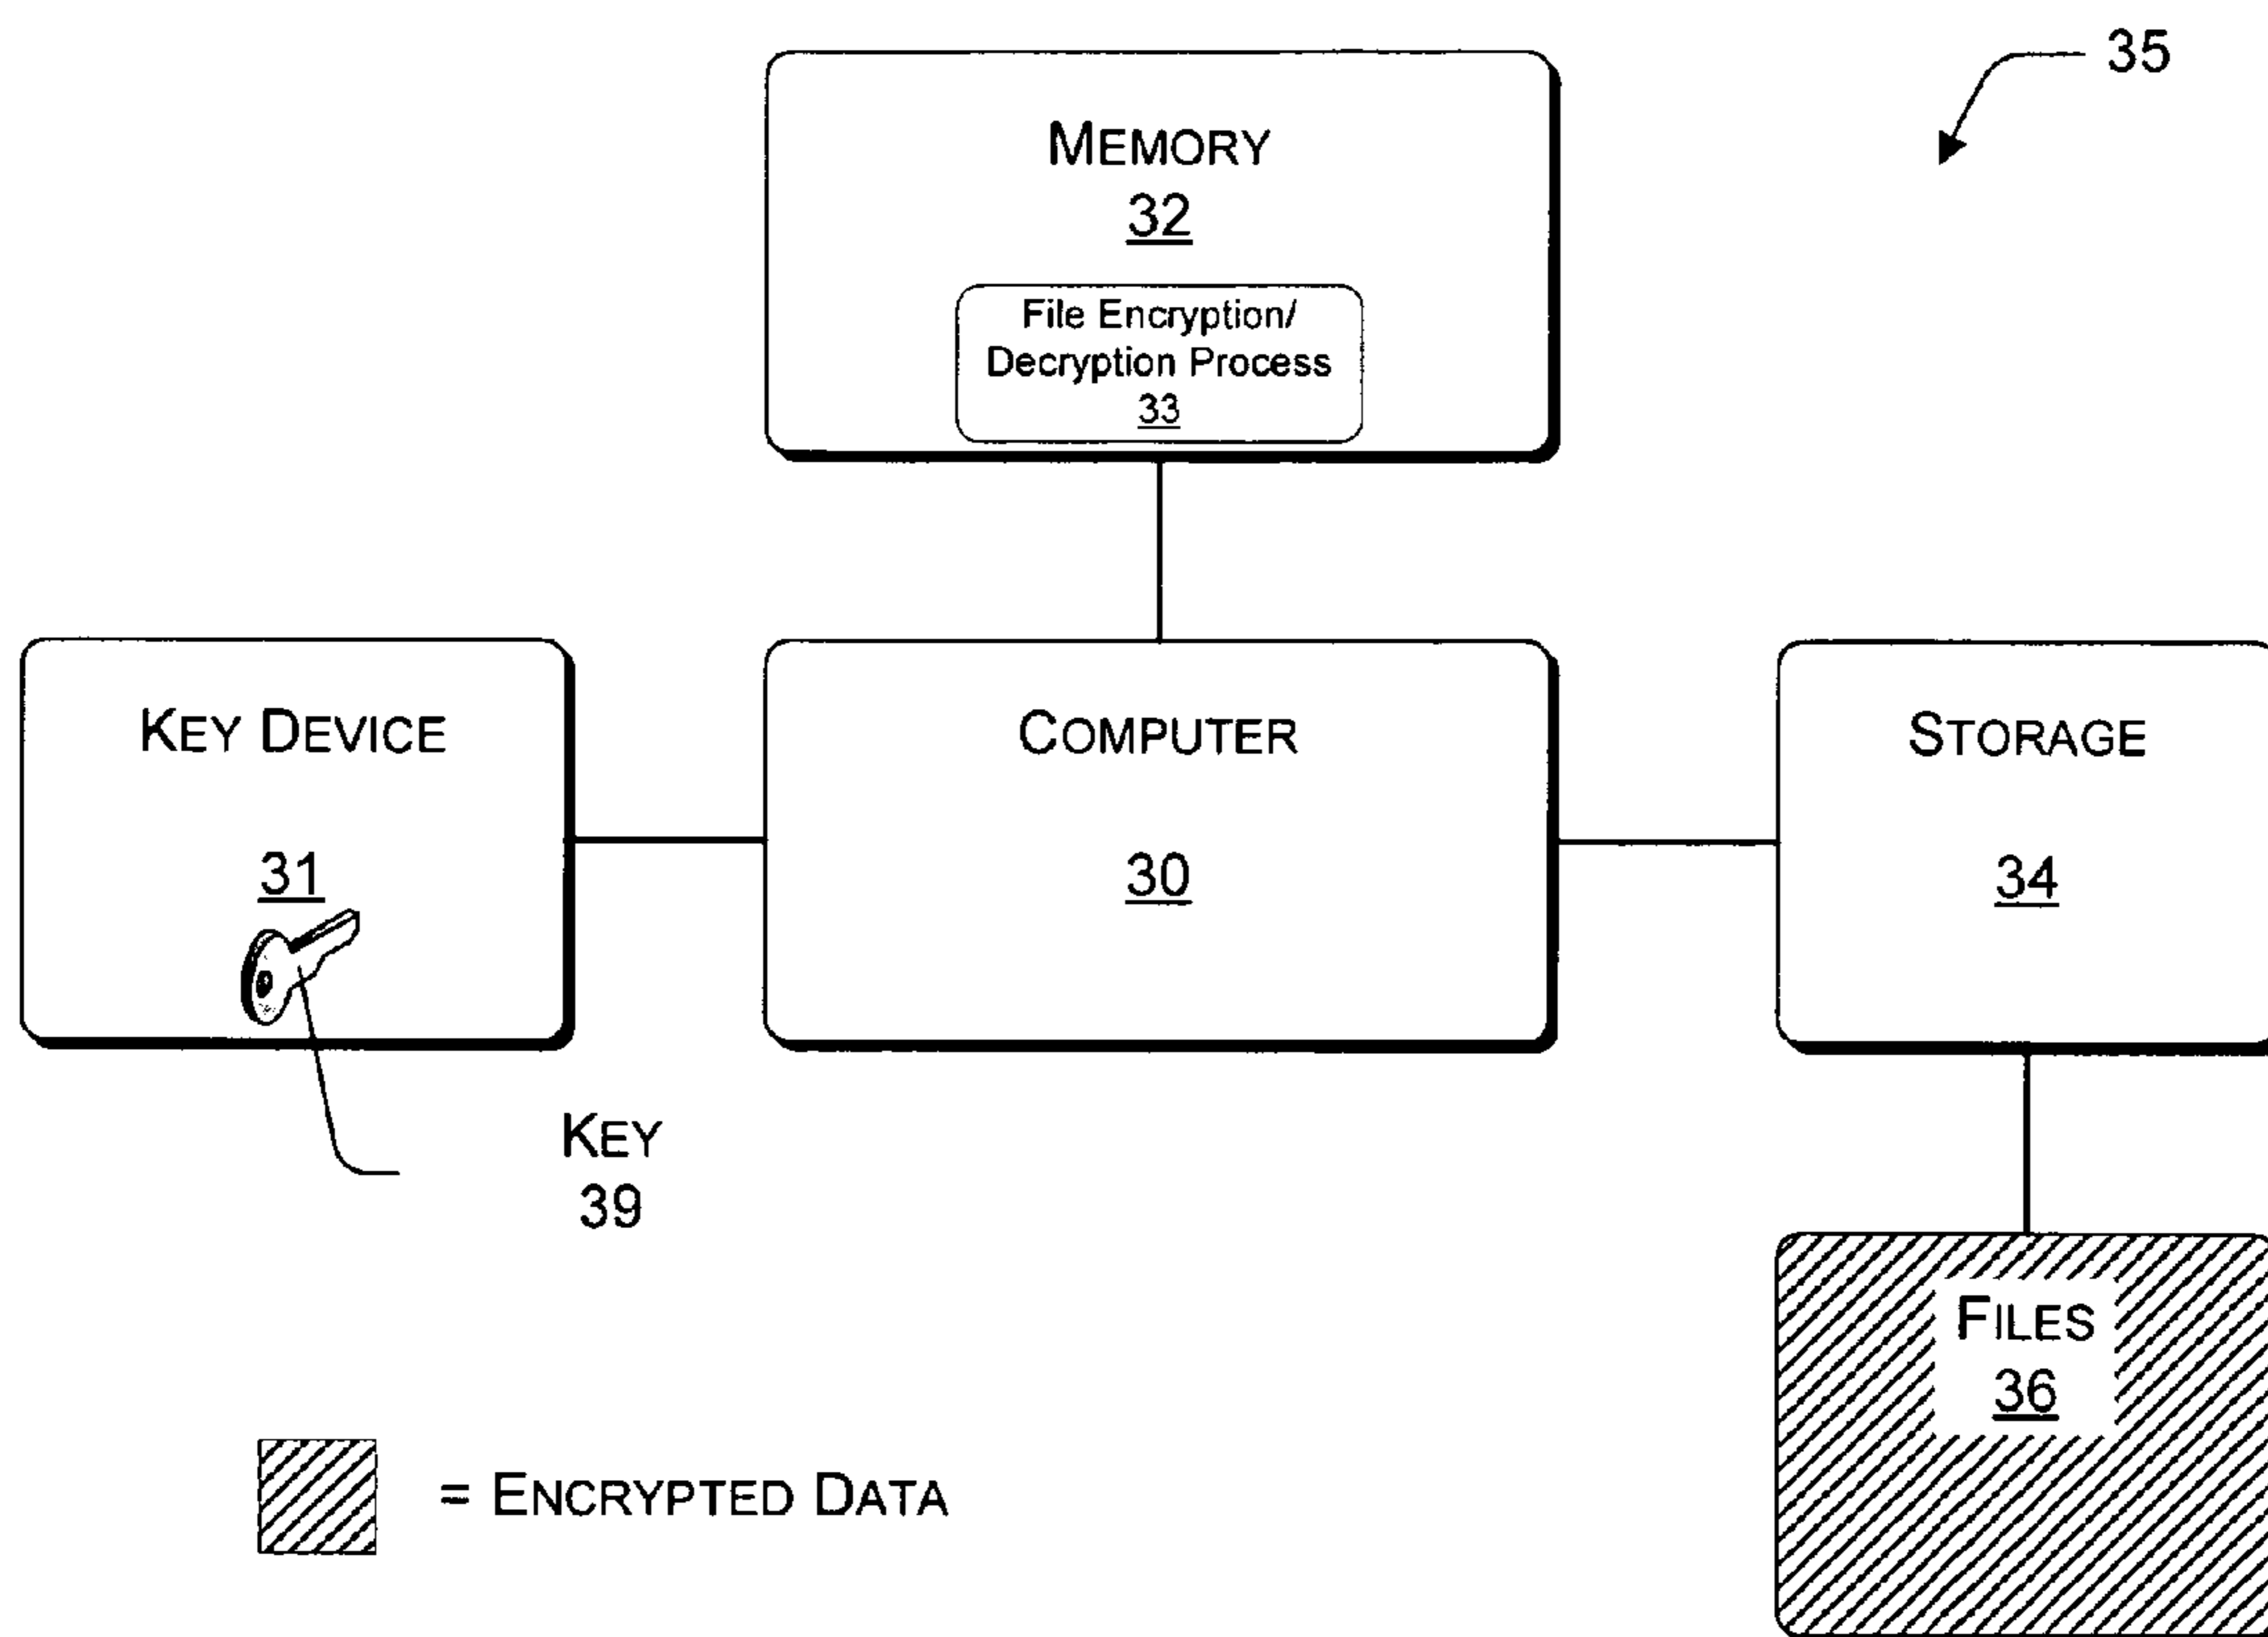 35
MEMORY
32
File Encryption/
Decryption Process
33
KEY DEVICE
31
COMPUTER
30
STORAGE
34
KEY
39
FILES
36
= ENCRYPTED DATA